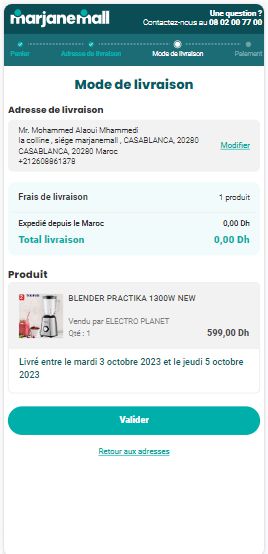 marjanemall
Une question ?
Contactez-nous au 08 02 00 77 00
Panier
Adresse de livraison
Mode de livraison
Paiement
Mode de livraison
Adresse de livraison
Mr. Mohammed Alaoui Mhammedi
la colline , siége marjanemall , CASABLANCA, 20280
CASABLANCA, 20280 Maroc
+212608861378
Modifier
Frais de livraison
1 produit
Expedié depuis le Maroc
0,00 Dh
Total livraison
0,00 Dh
Produit
BLENDER PRACTIKA 1300W NEW
Vendu par ELECTRO PLANET
Qté : 1
599,00 Dh
Livré entre le mardi 3 octobre 2023 et le jeudi 5 octobre
2023
Valider
Retour aux adresses